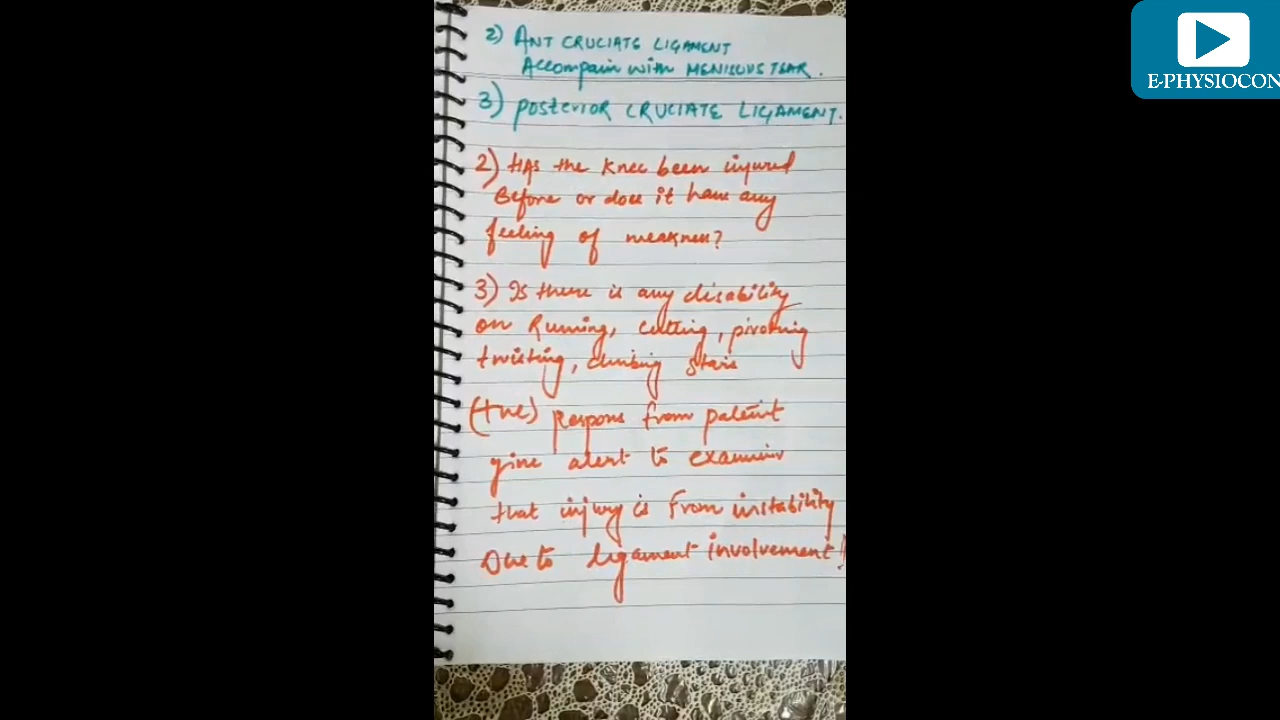 2) ANT CRUCIATE LIGAMENT
Accompain with MENISCUS TEAR.
3) Posterior CRUCIATE LIGAMENT.
2) HAs the knee been injured
Before or does it have any
feeling of weakness?
3) Is there is any disability
on Running, cutting, pivoting
twisting, climbing stairs
(+ve) Respons from patient
give alert to examiner
that injury is From instability
Due to ligament involvement
E-PHYSIOCON